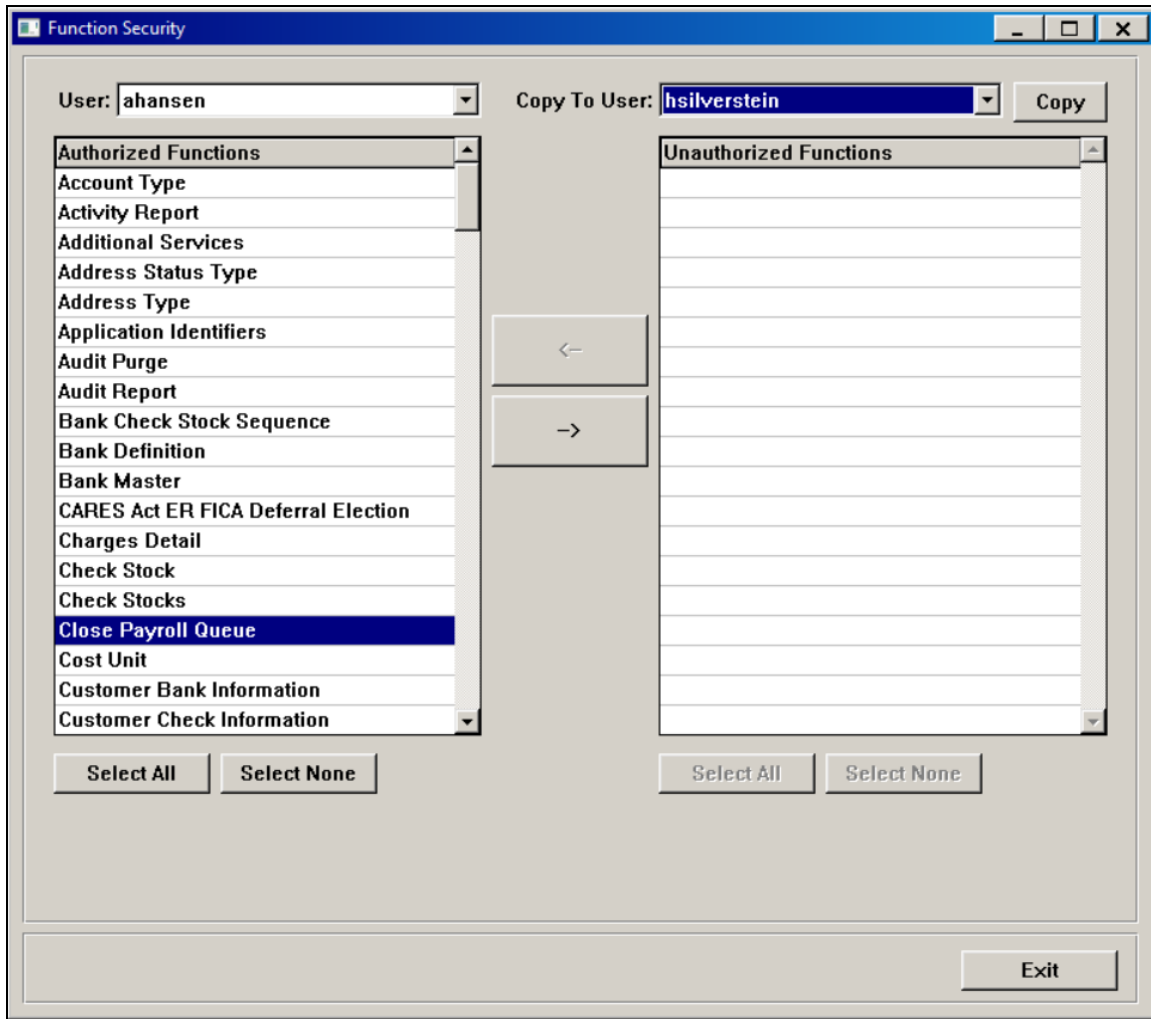 Function Security
User: ahansen Copy To User: hsilverstein Copy
Authorized Functions Unauthorized Functions
Account Type
Activity Report
Additional Services
Address Status Type
Address Type
Application Identifiers
Audit Purge
<-
Audit Report
Bank Check Stock Sequence
->
Bank Definition
Bank Master
CARES Act ER FICA Deferral Election
Charges Detail
Check Stock
Check Stocks
Close Payroll Queue
Cost Unit
Customer Bank Information
Customer Check Information
Select All Select None Select All Select None
Exit